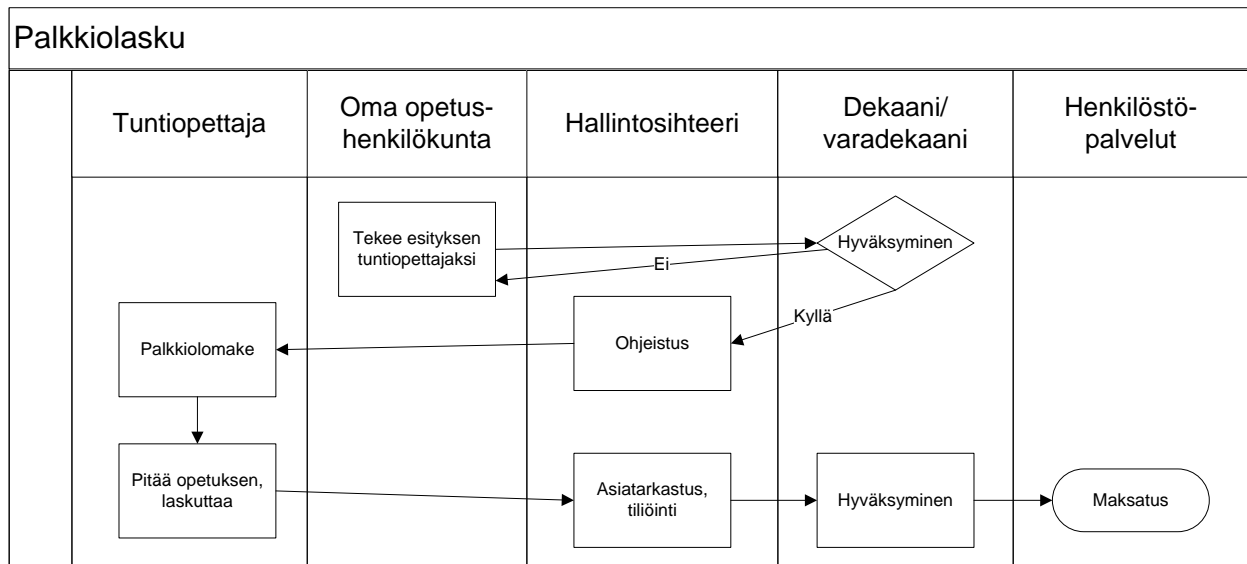 Palkkiolasku
Tuntiopettaja
Oma opetus-
henkilökunta
Hallintosihteeri
Dekaani/
varadekaani
Henkilöstö-
palvelut
Tekee esityksen
tuntiopettajaksi
Hyväksyminen
Ei
Kyllä
Palkkiolomake
Ohjeistus
Pitää opetuksen,
laskuttaa
Asiatarkastus,
tiliöinti
Hyväksyminen
Maksatus